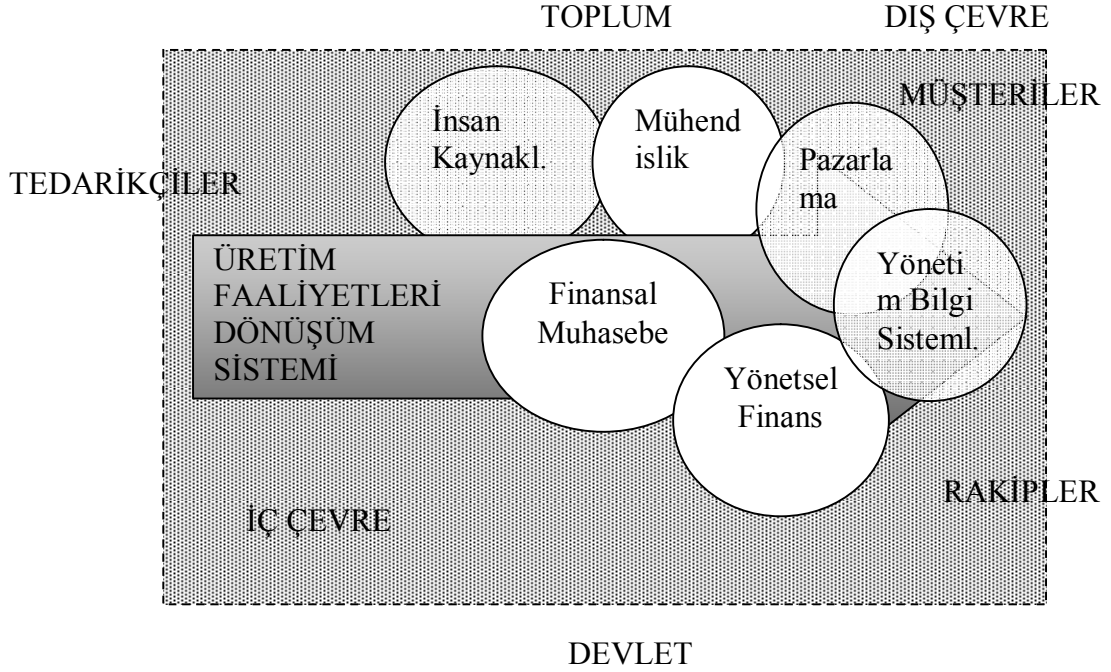 TOPLUM
DIŞ ÇEVRE
MÜŞTERİLER
İnsan
Kaynakl.
Mühend
islik
Pazarla
ma
TEDARİKÇİLER
ÜRETİM
FAALİYETLERİ
DÖNÜŞÜM
SİSTEMİ
Finansal
Muhasebe
Yöneti
m Bilgi
Sisteml.
Yönetsel
Finans
RAKİPLER
İÇ ÇEVRE
DEVLET